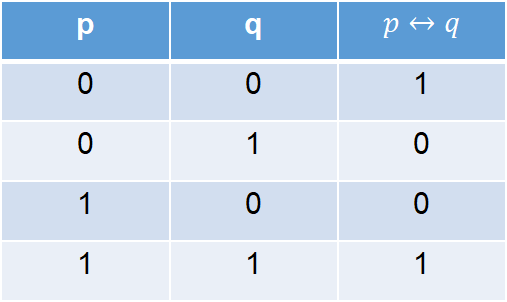 p q p ↔ q
0 0 1
0 1 0
1 0 0
1 1 1